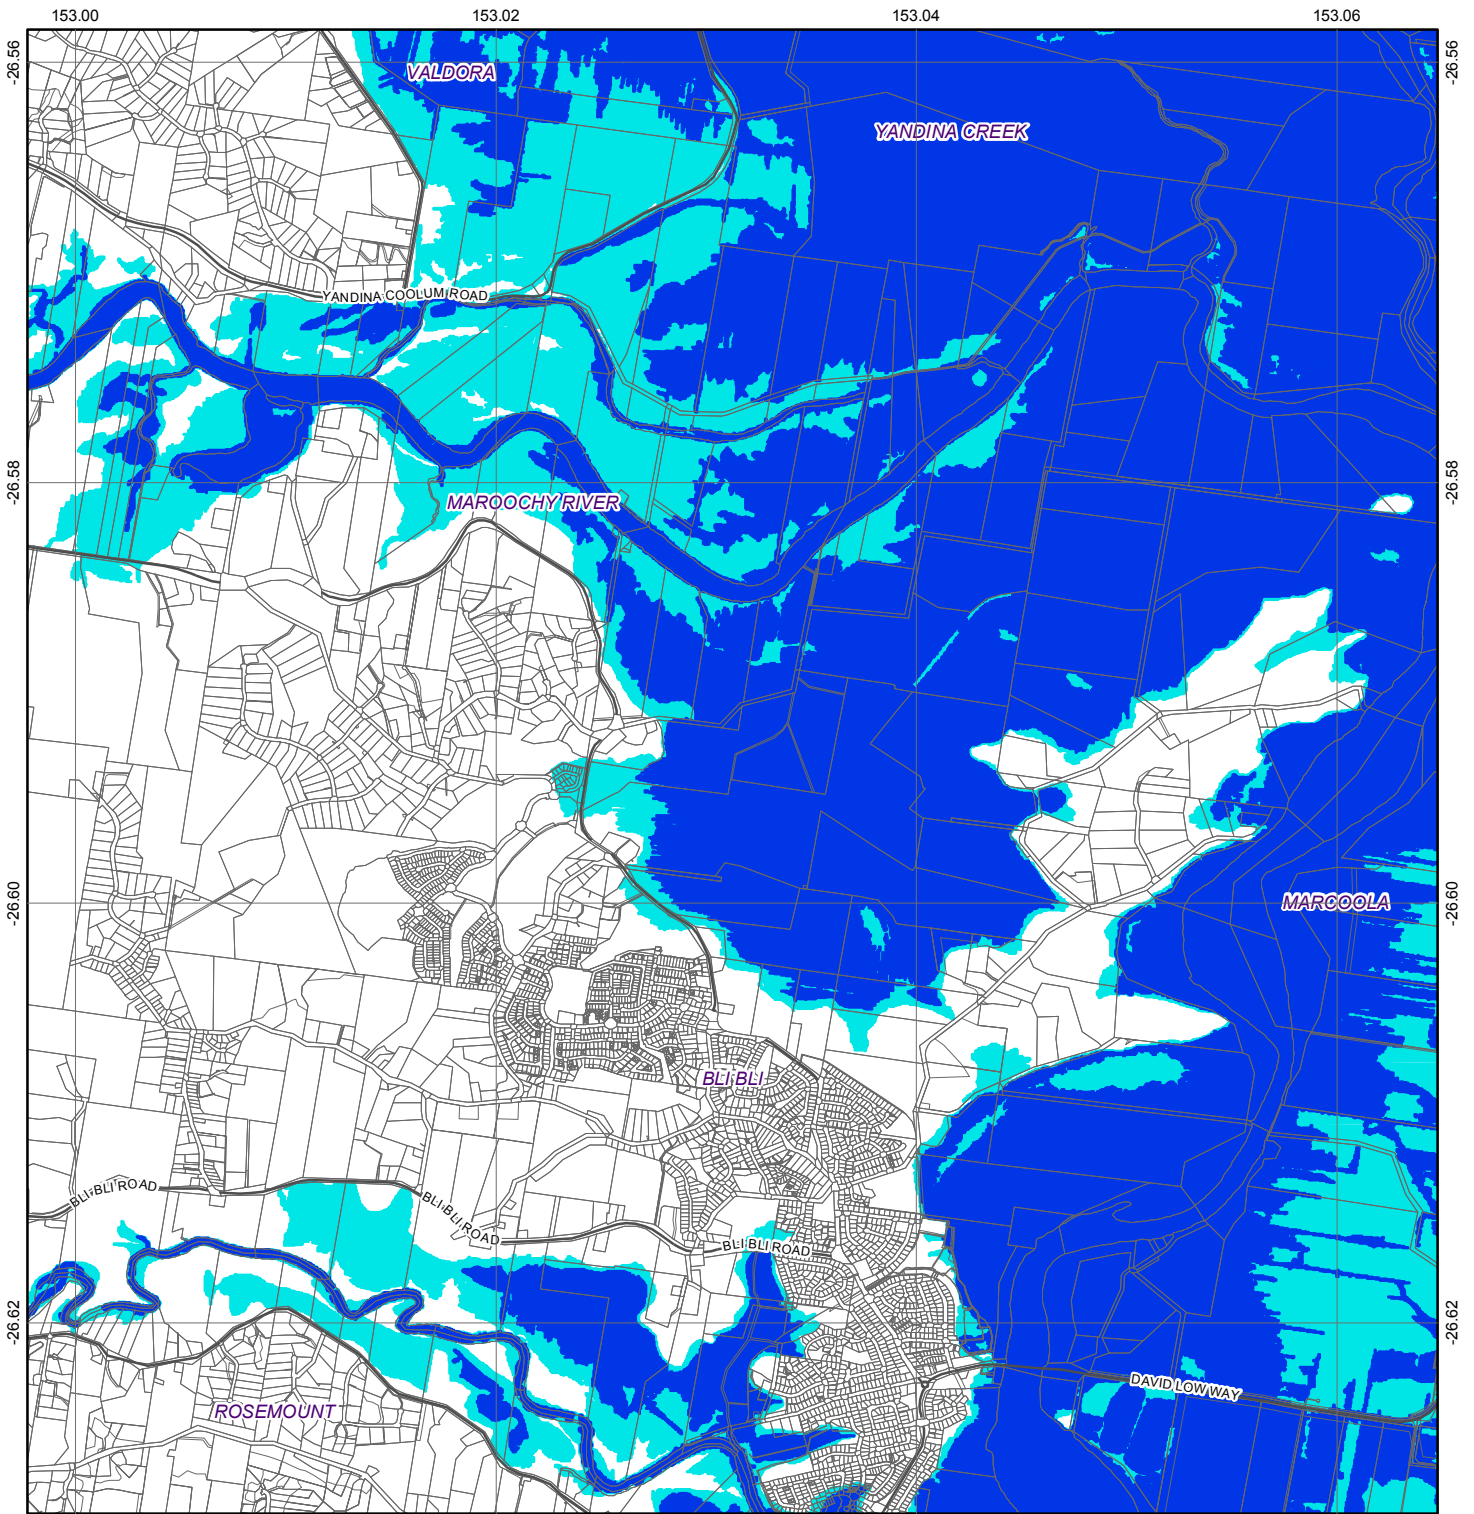 153.00 153.02 153.04 153.06
-26.56 -26.56
VALDORA
YANDINA CREEK
YANDINA COOLUM ROAD
-26.58 -26.58
MAROOCHY RIVER
-26.60 -26.60
MARCOOLA
BLI BLI
BLI BLI ROAD
BLI BLI ROAD
BLI BLI ROAD
-26.62 -26.62
DAVID LOW WAY
ROSEMOUNT